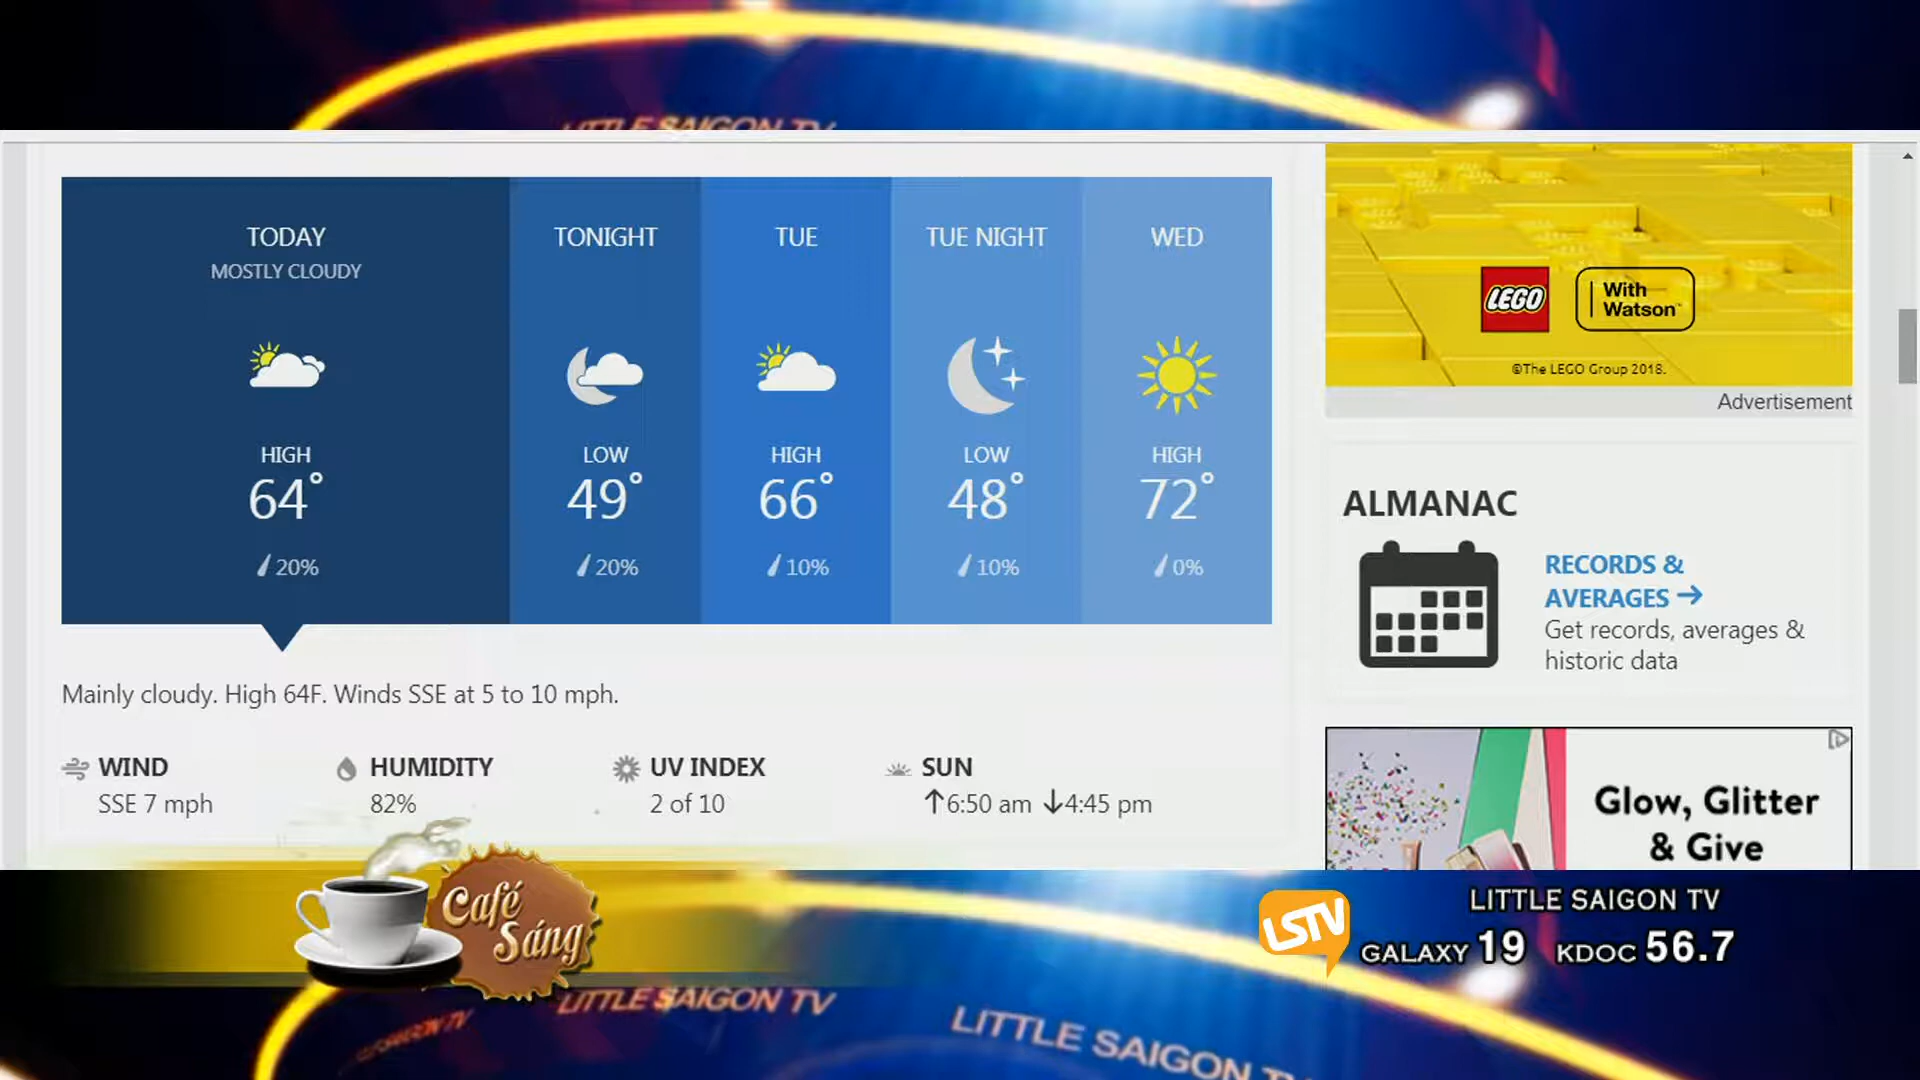 LITTLE SAIGON TV
TODAY
MOSTLY CLOUDY
HIGH
64°
20%
TONIGHT
LOW
49°
20%
TUE
HIGH
66°
10%
TUE NIGHT
LOW
48°
10%
WED
HIGH
72°
0%
Mainly cloudy. High 64F. Winds SSE at 5 to 10 mph.
WIND
SSE 7 mph
HUMIDITY
82%
UV INDEX
2 of 10
SUN
↑6:50 am ↓4:45 pm
LEGO
With
Watson™
©The LEGO Group 2018.
Advertisement
ALMANAC
RECORDS &
AVERAGES →
Get records, averages &
historic data
Glow, Glitter
& Give
Café
Sáng
LSTV
LITTLE SAIGON TV
GALAXY 19 KDOC 56.7
LITTLE SAIGON TV
LITTLE SAIGON TV